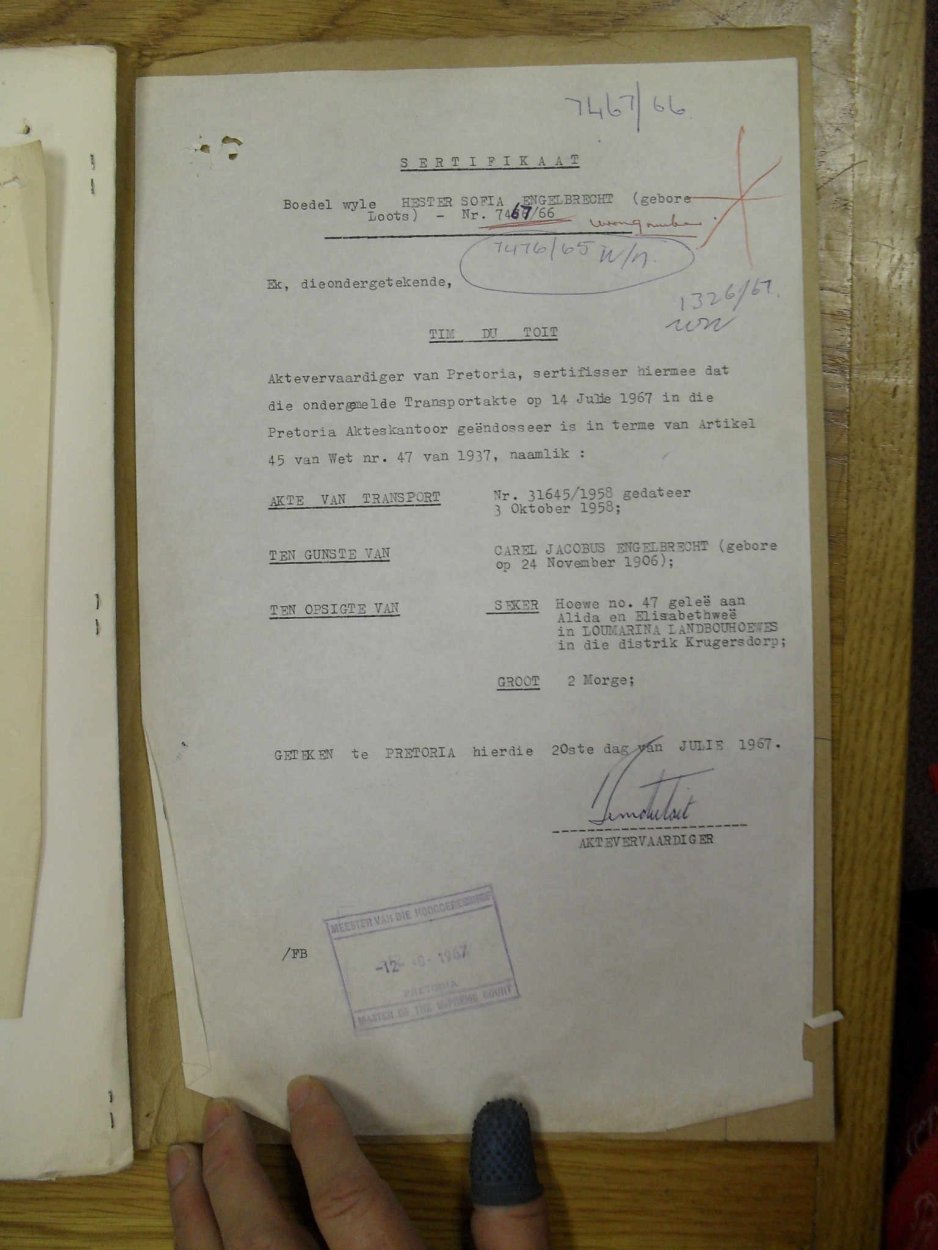 7467/66
SERTIFIKAAT
Boedel wyle HESTER SOFIA ENGELBRECHT (gebore
Loots) - Nr. 7467/66
wrong number
7476/65 W/N.
Ek, dieondergetekende,
1326/67.
TIM DU TOIT
Aktevervaardiger van Pretoria, sertifisser hiermee dat
die ondergemelde Transportakte op 14 Julie 1967 in die
Pretoria Akteskantoor geëndosseer is in terme van Artikel
45 van Wet nr. 47 van 1937, naamlik :
AKTE VAN TRANSPORT Nr. 31645/1958 gedateer
3 Oktober 1958;
TEN GUNSTE VAN CAREL JACOBUS ENGELBRECHT (gebore
op 24 November 1906);
TEN OPSIGTE VAN SEKER Hoewe no. 47 geleë aan
Alida en Elisabethweë
in LOUMARINA LANDBOUHOEWES
in die distrik Krugersdorp;
GROOT 2 Morge;
GETEKEN te PRETORIA hierdie 20ste dag van JULIE 1967.
Timdutoit
AKTEVERVAARDIGER
MEESTER VAN DIE HOOGGEREGSHOF
/FB
-12- -8- 1967
PRETORIA
MASTER OF THE SUPREME COURT